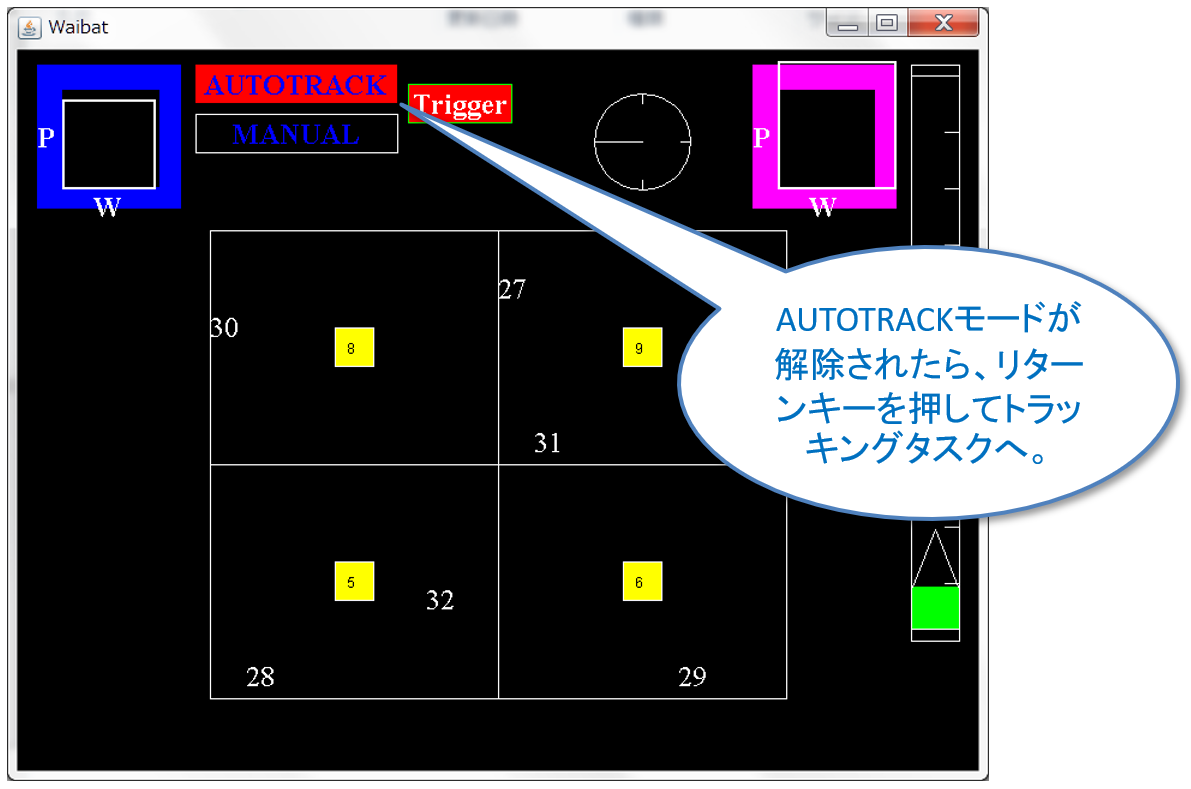 Waibat
AUTOTRACK
Trigger
MANUAL
P
W
P
W
27
30
8
9
31
5
6
32
28
29
AUTOTRACKモードが
解除されたら、リター
ンキーを押してトラッ
キングタスクへ。